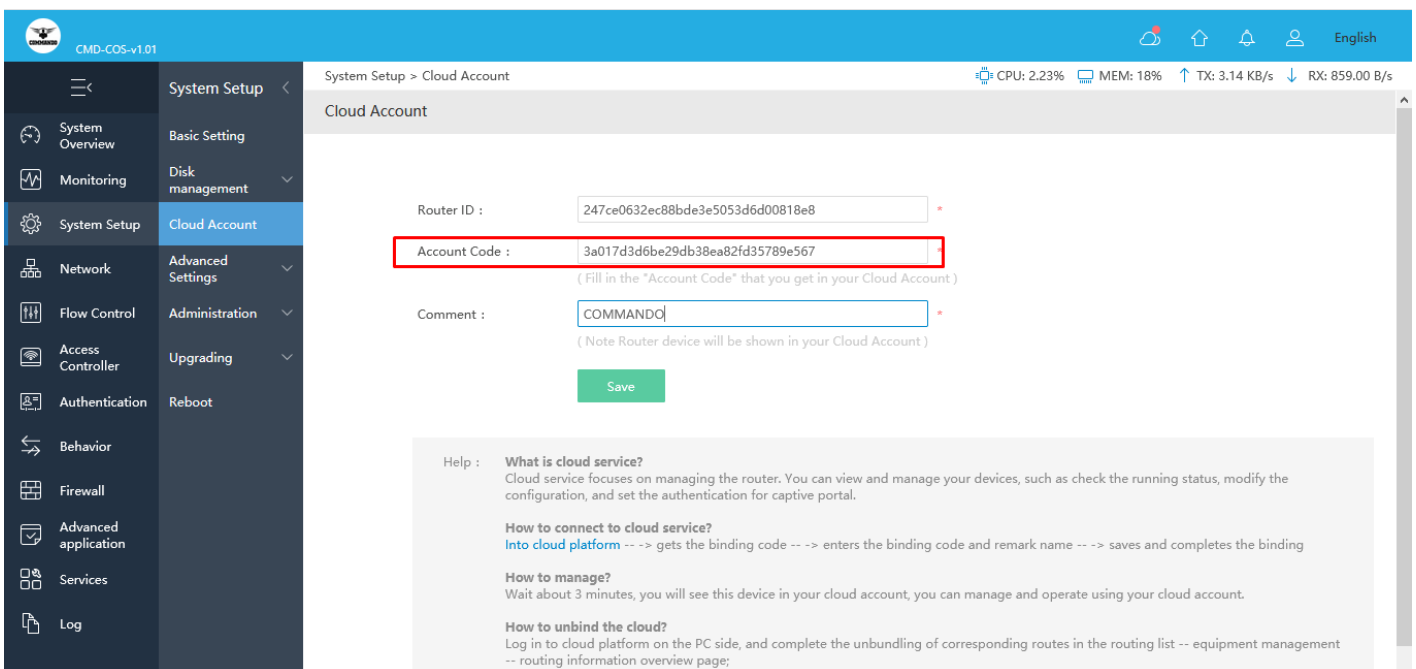 COMMANDO
CMD-COS-v1.01
English
System Setup
System Setup > Cloud Account
CPU: 2.23%
MEM: 18%
TX: 3.14 KB/s
RX: 859.00 B/s
Cloud Account
System
Overview
Monitoring
System Setup
Network
Flow Control
Access
Controller
Authentication
Behavior
Firewall
Advanced
application
Services
Log
Basic Setting
Disk
management
Cloud Account
Advanced
Settings
Administration
Upgrading
Reboot
Router ID : 247ce0632ec88bde3e5053d6d00818e8 *
Account Code : 3a017d3d6be29db38ea82fd35789e567 *
( Fill in the "Account Code" that you get in your Cloud Account )
Comment : COMMANDO *
( Note Router device will be shown in your Cloud Account )
Save
Help : What is cloud service?
Cloud service focuses on managing the router. You can view and manage your devices, such as check the running status, modify the
configuration, and set the authentication for captive portal.
How to connect to cloud service?
Into cloud platform -- -> gets the binding code -- -> enters the binding code and remark name -- -> saves and completes the binding
How to manage?
Wait about 3 minutes, you will see this device in your cloud account, you can manage and operate using your cloud account.
How to unbind the cloud?
Log in to cloud platform on the PC side, and complete the unbundling of corresponding routes in the routing list -- equipment management
-- routing information overview page;